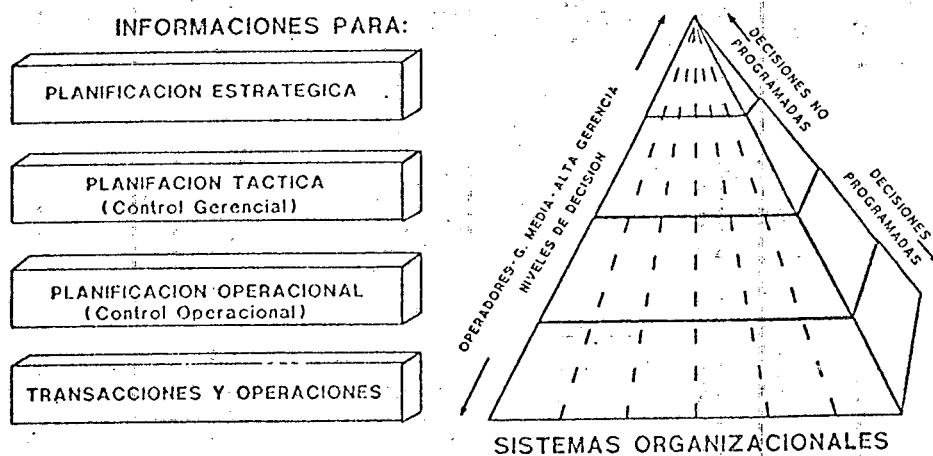 INFORMACIONES PARA:
PLANIFICACION ESTRATEGICA
PLANIFACION TACTICA
(Control Gerencial)
PLANIFICACION OPERACIONAL
(Control Operacional)
TRANSACCIONES Y OPERACIONES
OPERADORES - G. MEDIA - ALTA GERENCIA
NIVELES DE DECISION
DECISIONES NO
PROGRAMADAS
DECISIONES
PROGRAMADAS
SISTEMAS ORGANIZACIONALES